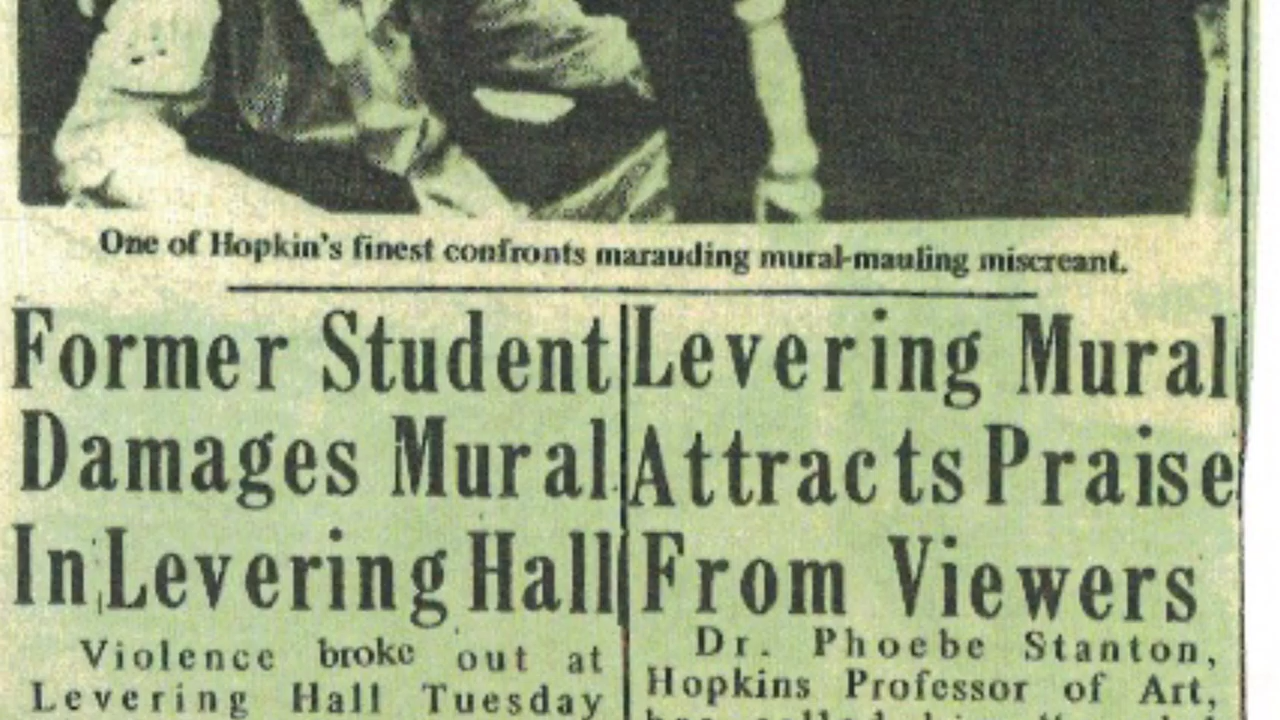 One of Hopkin's finest confronts marauding mural-mauling miscreant.
Former Student
Damages Mural
In Levering Hall
Violence broke out at
Levering Hall Tuesday
Levering Mural
Attracts Praise
From Viewers
Dr. Phoebe Stanton,
Hopkins Professor of Art,